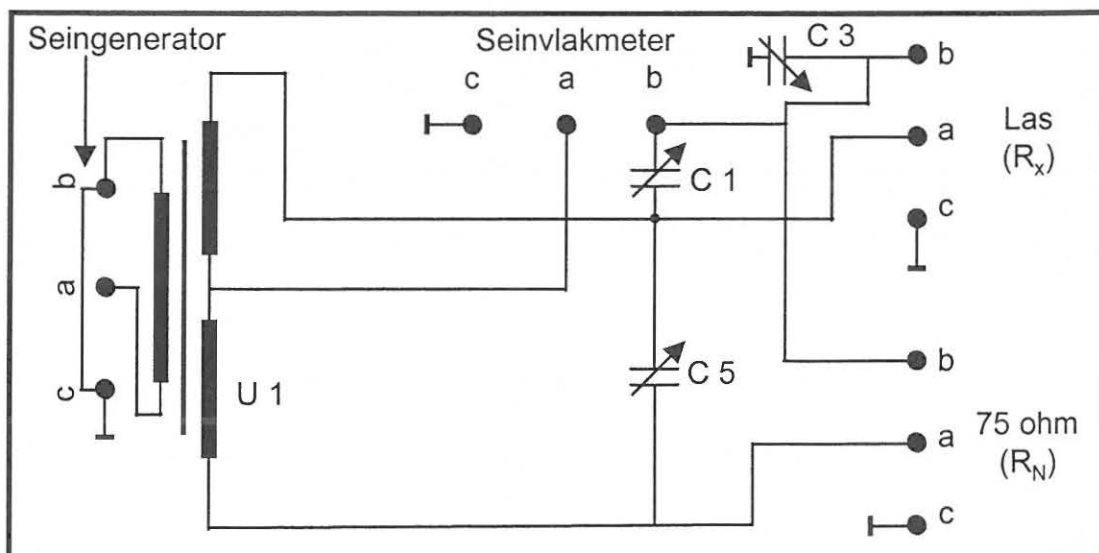 Seingenerator
Seinvlakmeter
C 3
c a b
b
a
c
Las
(Rx)
C 1
b
a
c
U 1
C 5
b
a
c
75 ohm
(RN)